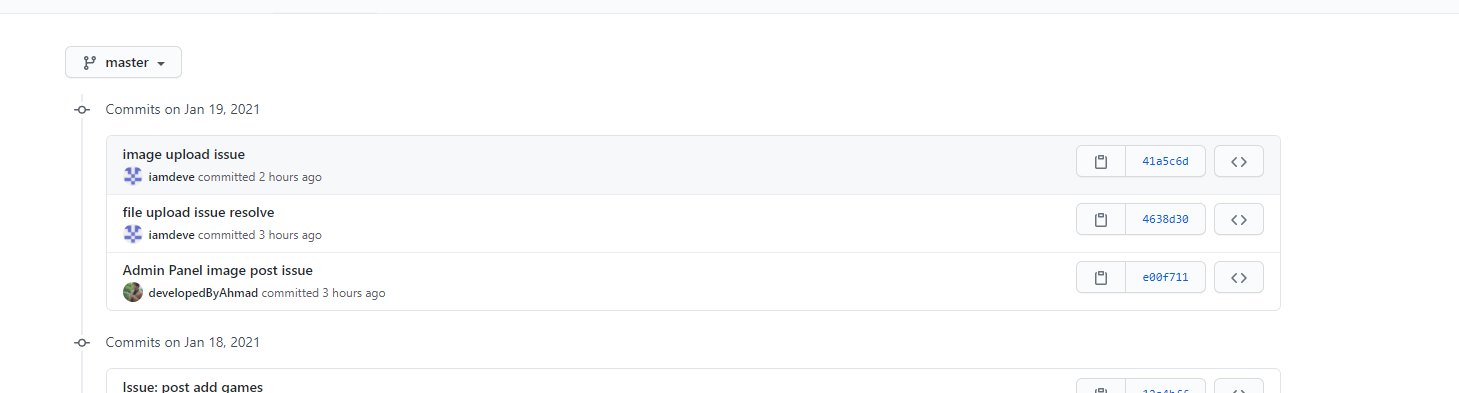 master
Commits on Jan 19, 2021
image upload issue
41a5c6d
iamdeve committed 2 hours ago
file upload issue resolve
4638d30
iamdeve committed 3 hours ago
Admin Panel image post issue
e00f711
developedByAhmad committed 3 hours ago
Commits on Jan 18, 2021
Issue: post add games